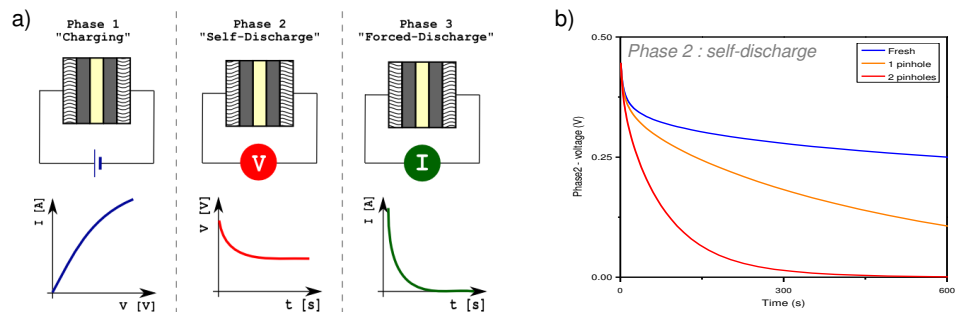 a)
Phase 1
"Charging"
Phase 2
"Self-Discharge"
Phase 3
"Forced-Discharge"
V
I
I [A]
V [V]
V [V]
t [s]
I [A]
t [s]
b)
Phase 2 : self-discharge
Fresh
1 pinhole
2 pinholes
Phase2 - voltage (V)
0.50
0.25
0.00
0
300
600
Time (s)